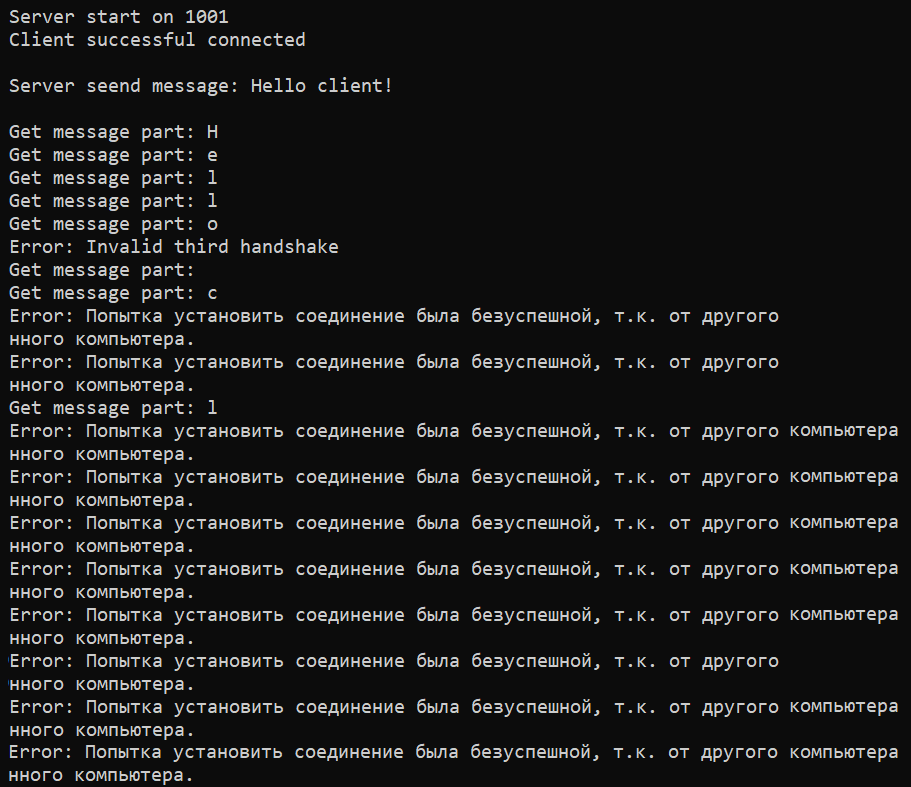 Server start on 1001
Client successful connected
Server seend message: Hello client!
Get message part: H
Get message part: e
Get message part: l
Get message part: l
Get message part: o
Error: Invalid third handshake
Get message part:
Get message part: c
Error: Попытка установить соединение была безуспешной, т.к. от другого
нного компьютера.
Error: Попытка установить соединение была безуспешной, т.к. от другого
нного компьютера.
Get message part: l
Error: Попытка установить соединение была безуспешной, т.к. от другого компьютера
нного компьютера.
Error: Попытка установить соединение была безуспешной, т.к. от другого компьютера
нного компьютера.
Error: Попытка установить соединение была безуспешной, т.к. от другого компьютера
нного компьютера.
Error: Попытка установить соединение была безуспешной, т.к. от другого компьютера
нного компьютера.
Error: Попытка установить соединение была безуспешной, т.к. от другого компьютера
нного компьютера.
Error: Попытка установить соединение была безуспешной, т.к. от другого
нного компьютера.
Error: Попытка установить соединение была безуспешной, т.к. от другого компьютера
нного компьютера.
Error: Попытка установить соединение была безуспешной, т.к. от другого компьютера
нного компьютера.